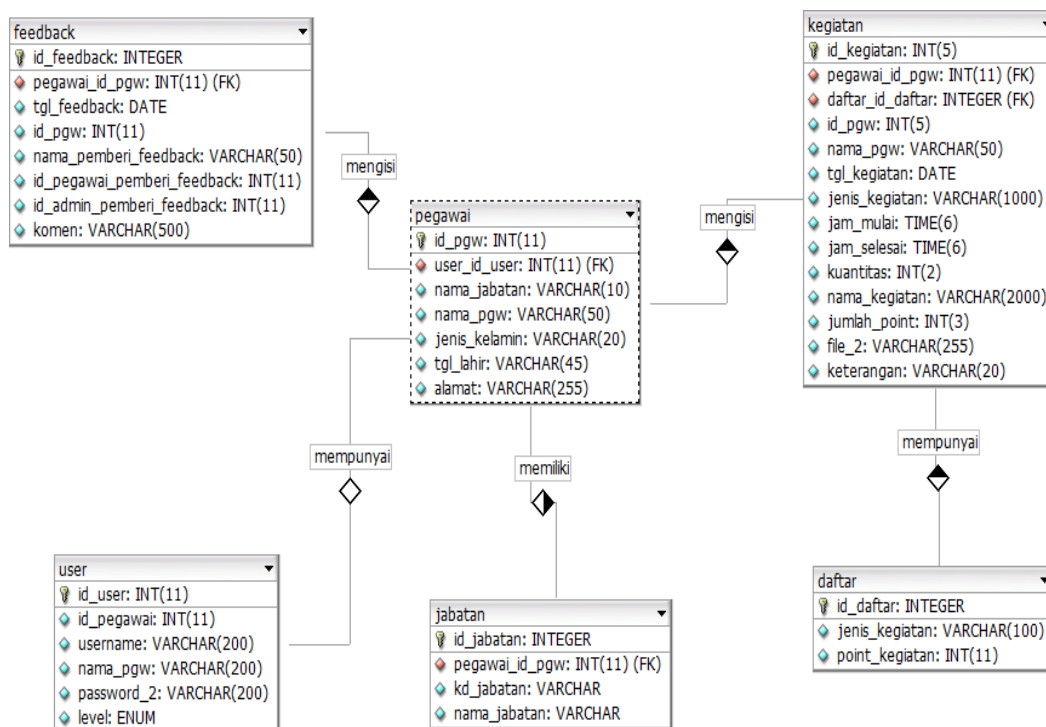 feedback
id_feedback: INTEGER
pegawai_id_pgw: INT(11) (FK)
tgl_feedback: DATE
id_pgw: INT(11)
nama_pemberi_feedback: VARCHAR(50)
id_pegawai_pemberi_feedback: INT(11)
id_admin_pemberi_feedback: INT(11)
komen: VARCHAR(500)
mengisi
pegawai
id_pgw: INT(11)
user_id_user: INT(11) (FK)
nama_jabatan: VARCHAR(10)
nama_pgw: VARCHAR(50)
jenis_kelamin: VARCHAR(20)
tgl_lahir: VARCHAR(45)
alamat: VARCHAR(255)
mengisi
kegiatan
id_kegiatan: INT(5)
pegawai_id_pgw: INT(11) (FK)
daftar_id_daftar: INTEGER (FK)
id_pgw: INT(5)
nama_pgw: VARCHAR(50)
tgl_kegiatan: DATE
jenis_kegiatan: VARCHAR(1000)
jam_mulai: TIME(6)
jam_selesai: TIME(6)
kuantitas: INT(2)
nama_kegiatan: VARCHAR(2000)
jumlah_point: INT(3)
file_2: VARCHAR(255)
keterangan: VARCHAR(20)
mempunyai
memiliki
mempunyai
user
id_user: INT(11)
id_pegawai: INT(11)
username: VARCHAR(200)
nama_pgw: VARCHAR(200)
password_2: VARCHAR(200)
level: ENUM
jabatan
id_jabatan: INTEGER
pegawai_id_pgw: INT(11) (FK)
kd_jabatan: VARCHAR
nama_jabatan: VARCHAR
daftar
id_daftar: INTEGER
jenis_kegiatan: VARCHAR(100)
point_kegiatan: INT(11)